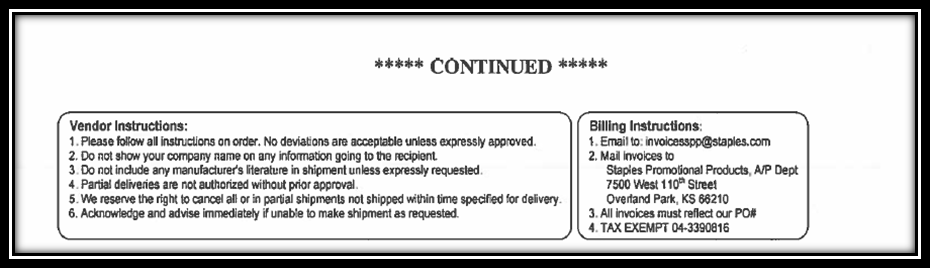 ***** CONTINUED *****
Vendor Instructions:
1. Please follow all instructions on order. No deviations are acceptable unless expressly approved.
2. Do not show your company name on any information going to the recipient.
3. Do not include any manufacturer's literature in shipment unless expressly requested.
4. Partial deliveries are not authorized without prior approval.
5. We reserve the right to cancel all or in partial shipments not shipped within time specified for delivery.
6. Acknowledge and advise immediately if unable to make shipment as requested.
Billing Instructions:
1. Email to: invoicesspp@staples.com
2. Mail invoices to
Staples Promotional Products, A/P Dept
7500 West 110th Street
Overland Park, KS 66210
3. All invoices must reflect our PO#
4. TAX EXEMPT 04-3390816